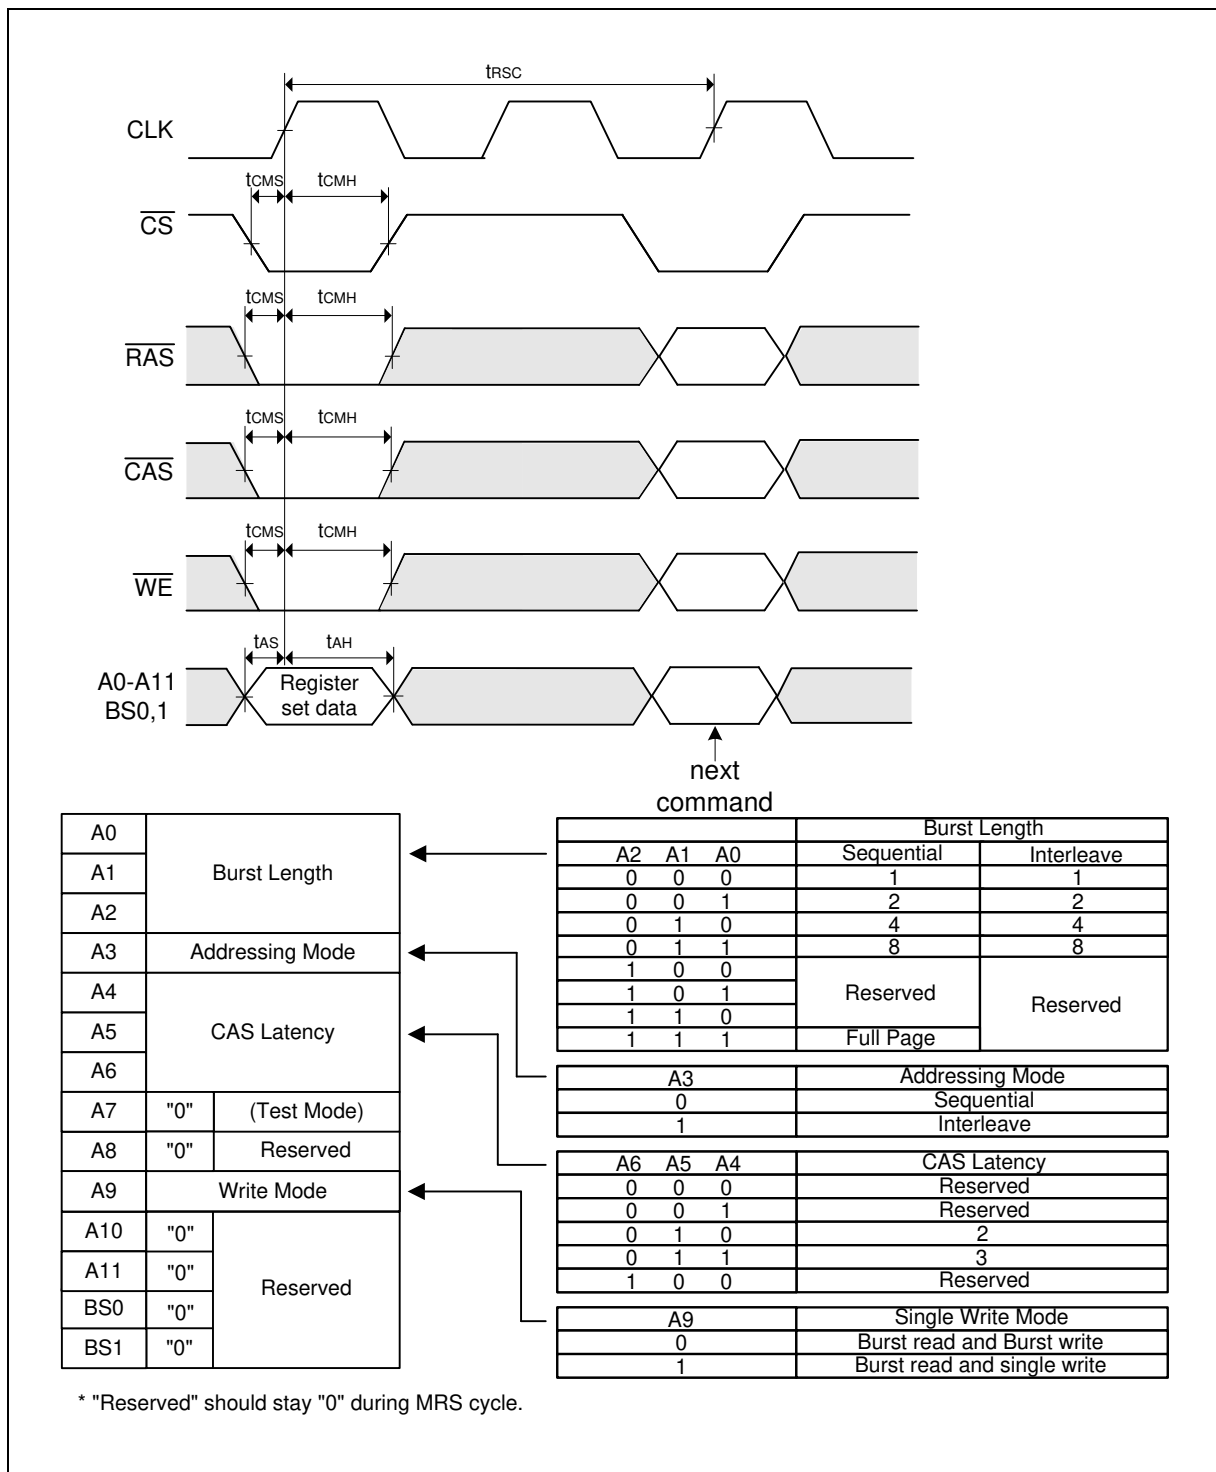 tRSC
CLK
tCMS tCMH
CS
tCMS tCMH
RAS
tCMS tCMH
CAS
tCMS tCMH
WE
tAS tAH
A0-A11
BS0,1
Register
set data
next
command
A0
A1
A2
Burst Length
A3 Addressing Mode
A4
A5
A6
CAS Latency
A7 "0" (Test Mode)
A8 "0" Reserved
A9 Write Mode
A10 "0"
A11 "0"
BS0 "0"
BS1 "0"
Reserved
Burst Length
A2 A1 A0 Sequential Interleave
0 0 0 1 1
0 0 1 2 2
0 1 0 4 4
0 1 1 8 8
1 0 0
1 0 1 Reserved Reserved
1 1 0
1 1 1 Full Page
A3 Addressing Mode
0 Sequential
1 Interleave
A6 A5 A4 CAS Latency
0 0 0 Reserved
0 0 1 Reserved
0 1 0 2
0 1 1 3
1 0 0 Reserved
A9 Single Write Mode
0 Burst read and Burst write
1 Burst read and single write
* "Reserved" should stay "0" during MRS cycle.